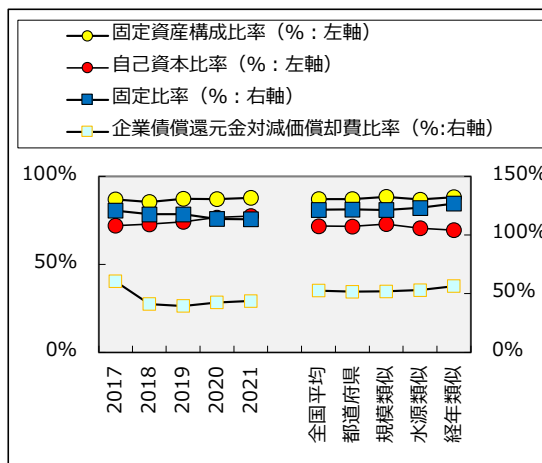 固定資産構成比率（％：左軸）
自己資本比率（％：左軸）
固定比率（％：右軸）
企業債償還元金対減価償却費比率（％:右軸）
100%
50%
0%
150%
100%
50%
0%
2017
2018
2019
2020
2021
全国平均
都道府県
規模類似
水源類似
経年類似